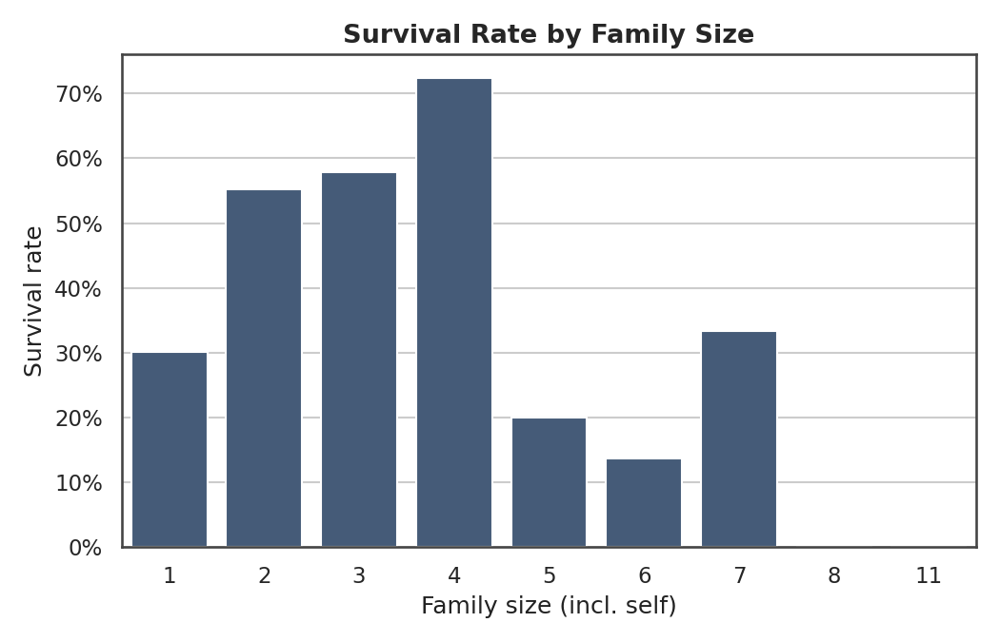 Survival Rate by Family Size
70%
60%
50%
40%
30%
20%
10%
0%
Survival rate
1 2 3 4 5 6 7 8 11
Family size (incl. self)